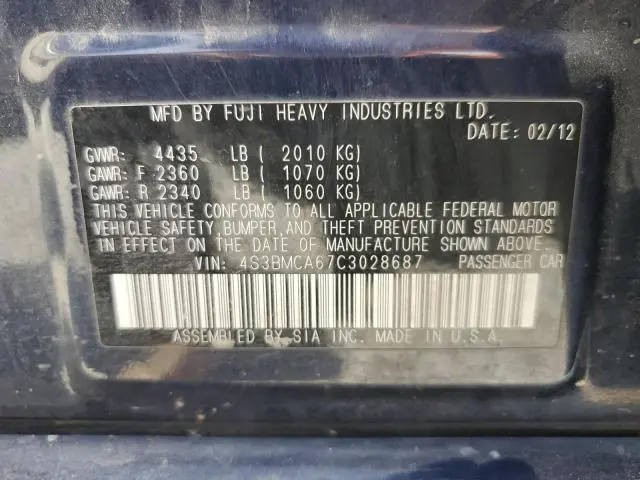 MFD BY FUJI HEAVY INDUSTRIES LTD.
DATE: 02/12
GVWR: 4435 LB ( 2010 KG)
GAWR: F 2360 LB ( 1070 KG)
GAWR: R 2340 LB ( 1060 KG)
THIS VEHICLE CONFORMS TO ALL APPLICABLE FEDERAL MOTOR
VEHICLE SAFETY, BUMPER, AND THEFT PREVENTION STANDARDS
IN EFFECT ON THE DATE OF MANUFACTURE SHOWN ABOVE.
VIN: 4S3BMCA67C3028687 PASSENGER CAR
ASSEMBLED BY SIA INC. MADE IN U.S.A.